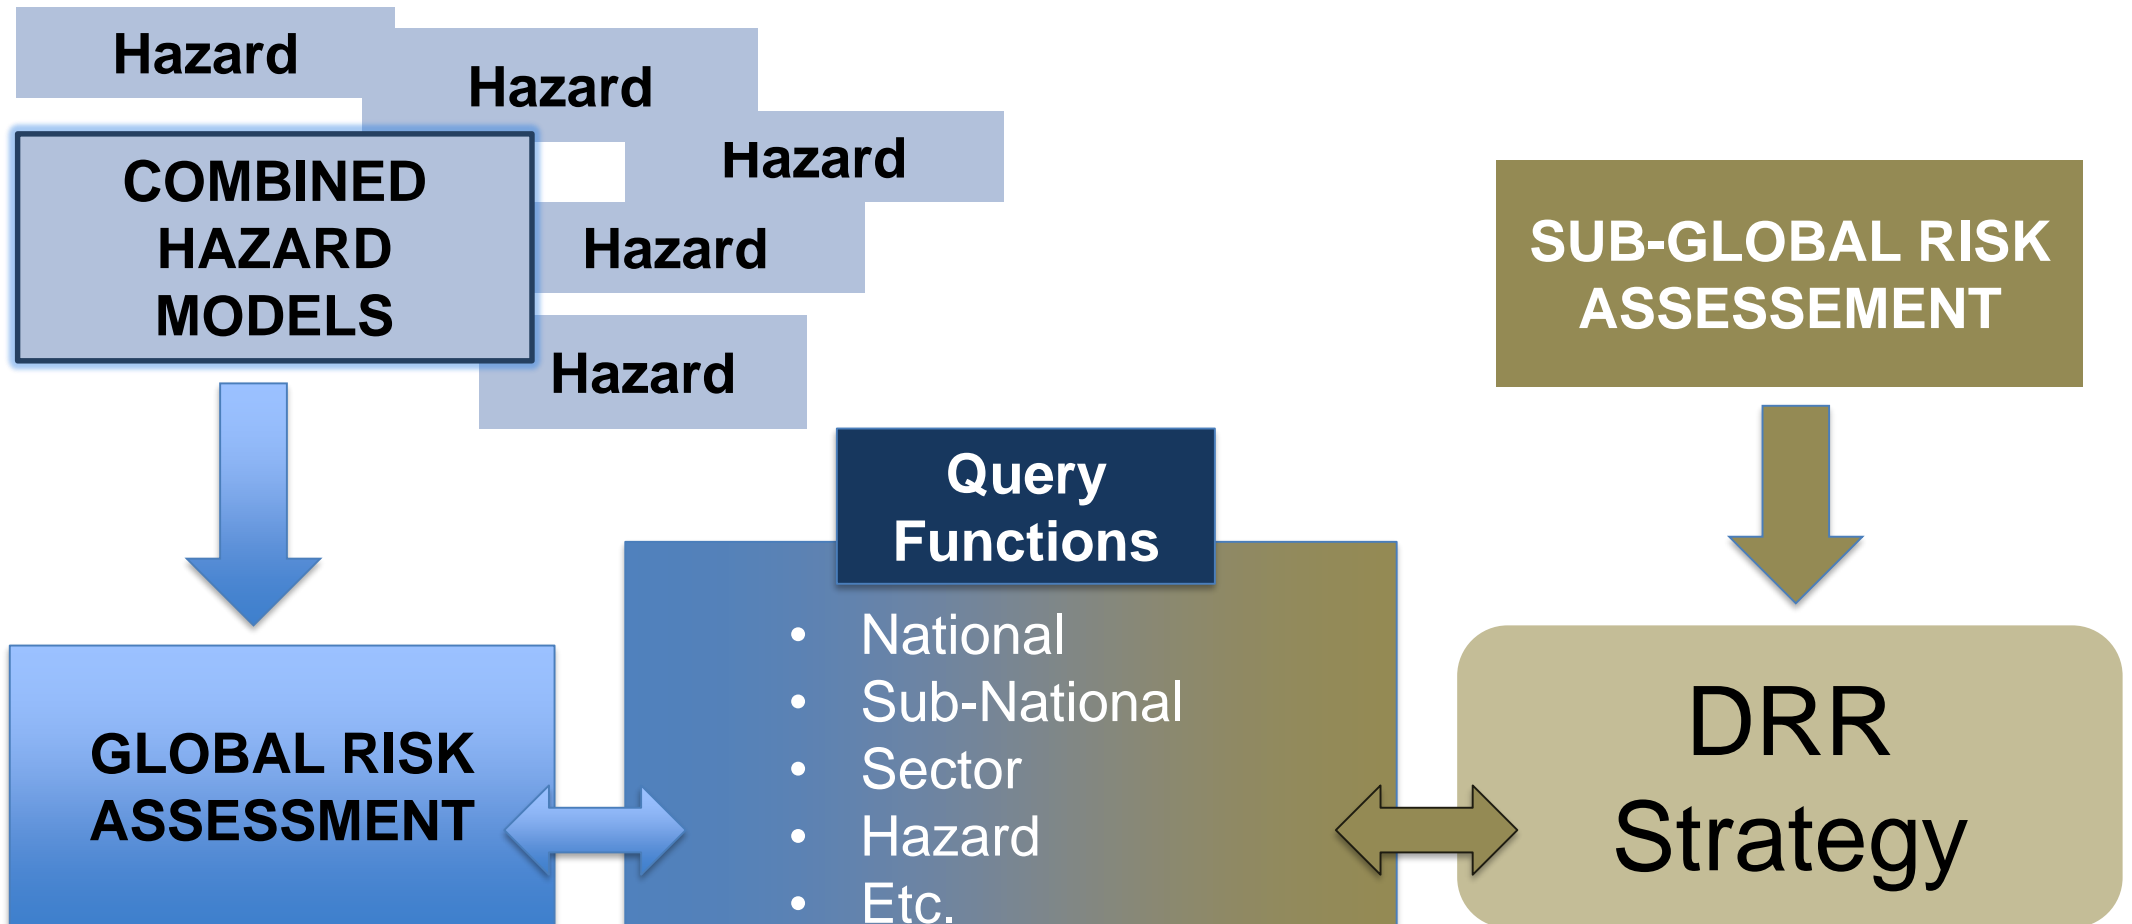 Hazard
Hazard
Hazard
COMBINED
HAZARD
MODELS
Hazard
Hazard
SUB-GLOBAL RISK
ASSESSEMENT
Query
Functions
• National
• Sub-National
• Sector
• Hazard
• Etc.
GLOBAL RISK
ASSESSMENT
DRR
Strategy